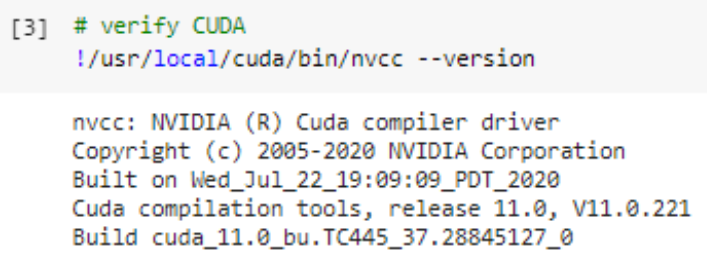 [3] # verify CUDA
!/usr/local/cuda/bin/nvcc --version
nvcc: NVIDIA (R) Cuda compiler driver
Copyright (c) 2005-2020 NVIDIA Corporation
Built on Wed_Jul_22_19:09:09_PDT_2020
Cuda compilation tools, release 11.0, V11.0.221
Build cuda_11.0_bu.TC445_37.28845127_0